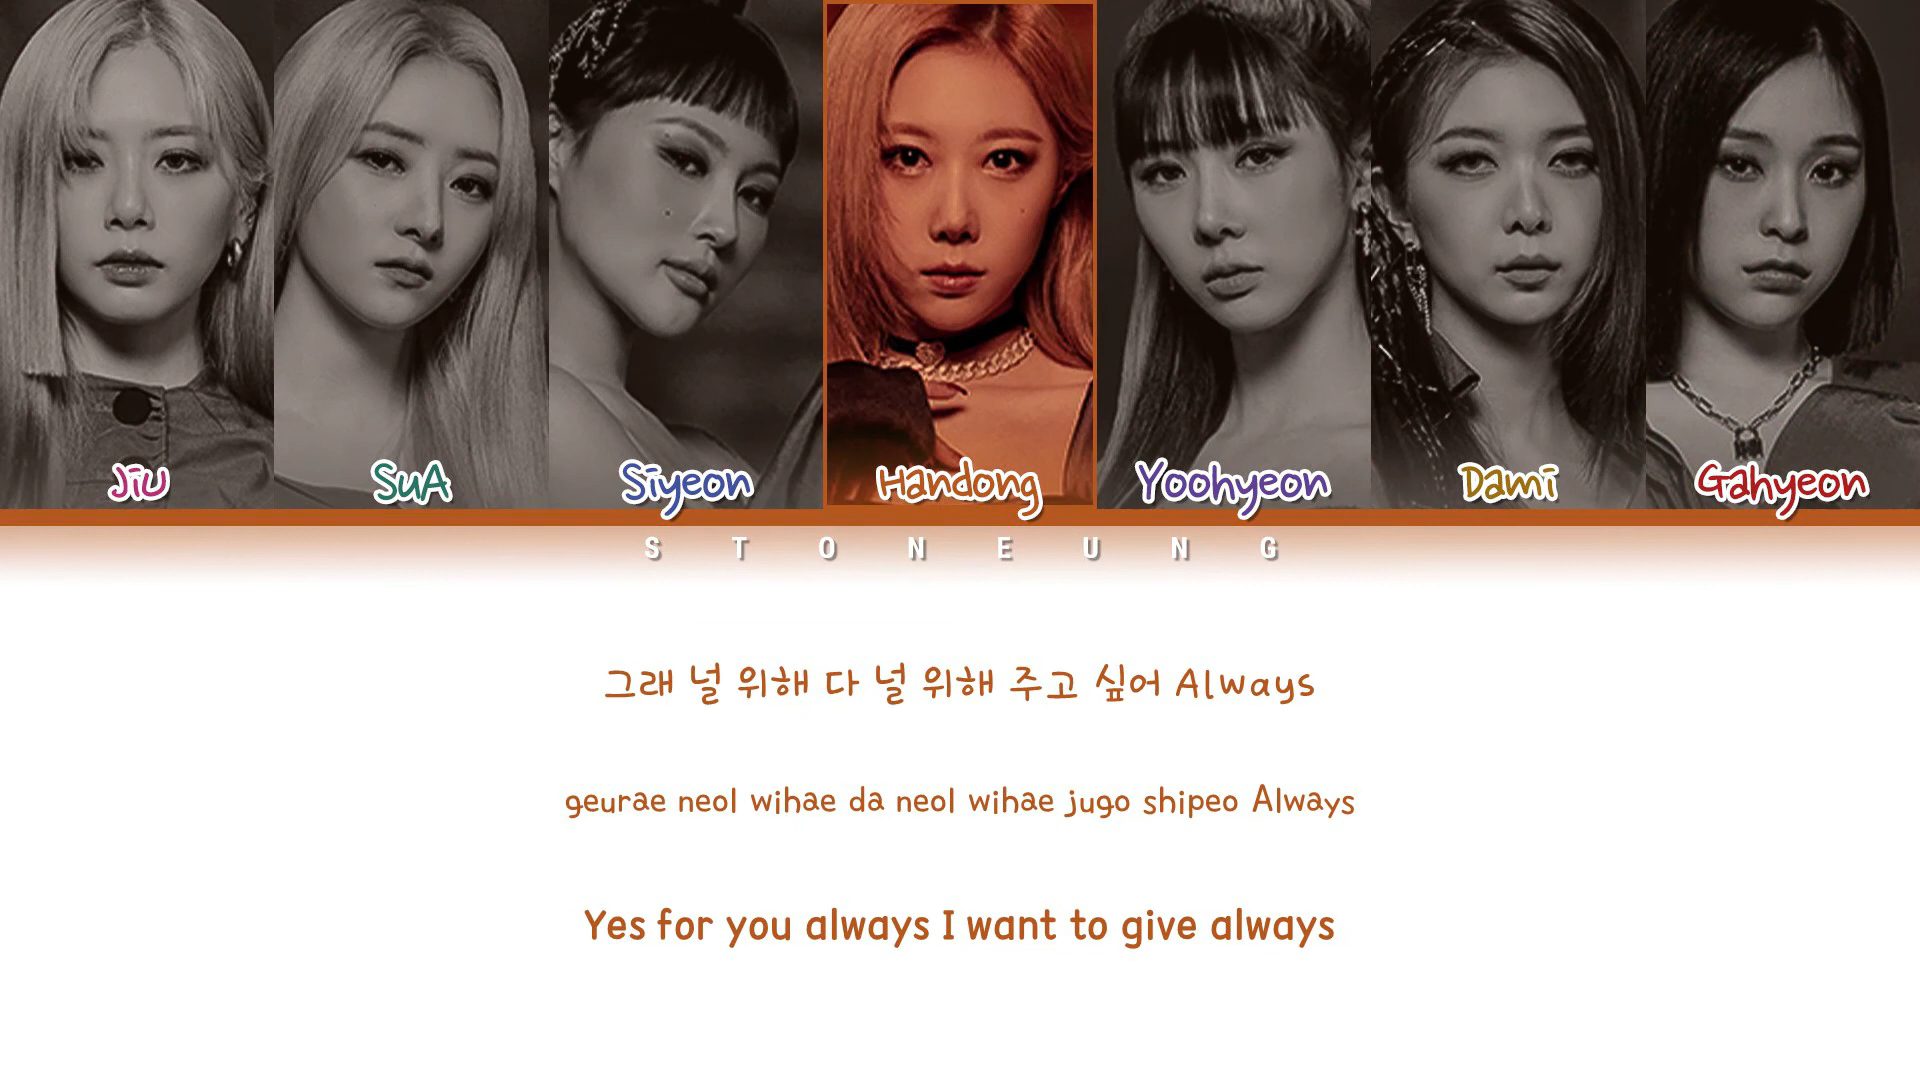 JiU SuA Siyeon Handong Yoohyeon Dami Gahyeon
STONEUNG
그래 널 위해 다 널 위해 주고 싶어 Always
geurae neol wihae da neol wihae jugo shipeo Always
Yes for you always I want to give always